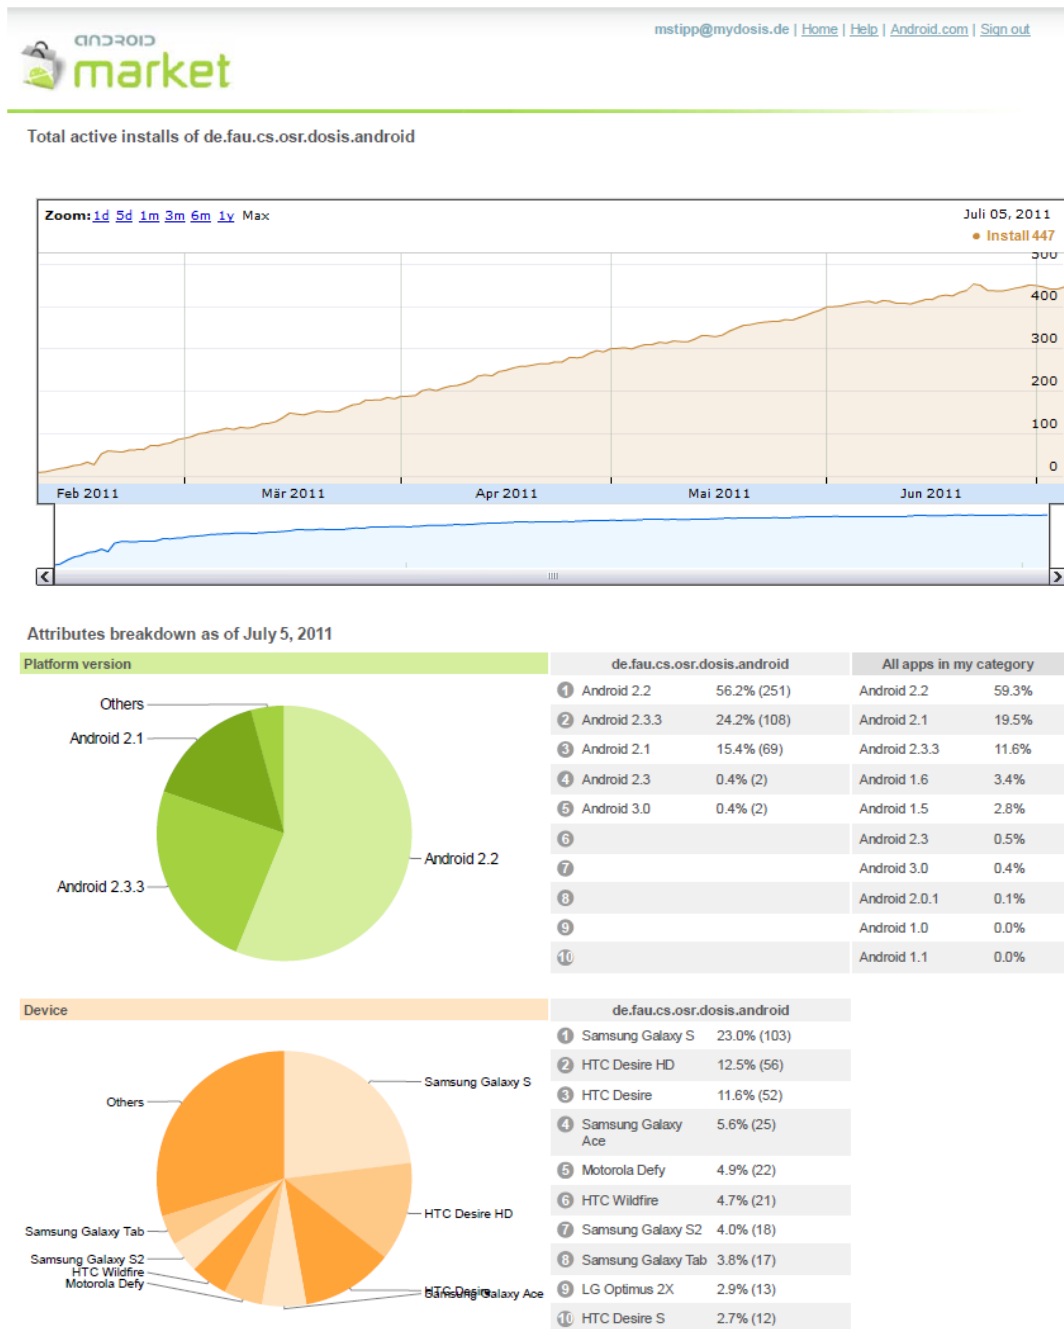 mstipp@mydosis.de | Home | Help | Android.com | Sign out
android
market
Total active installs of de.fau.cs.osr.dosis.android
Zoom: 1d 5d 1m 3m 6m 1y Max
Juli 05, 2011
Install 447
500
400
300
200
100
0
Feb 2011 Mär 2011 Apr 2011 Mai 2011 Jun 2011
Attributes breakdown as of July 5, 2011
Platform version
Others
Android 2.1
Android 2.2
Android 2.3.3
de.fau.cs.osr.dosis.android
1 Android 2.2 56.2% (251)
2 Android 2.3.3 24.2% (108)
3 Android 2.1 15.4% (69)
4 Android 2.3 0.4% (2)
5 Android 3.0 0.4% (2)
6
7
8
9
10
All apps in my category
Android 2.2 59.3%
Android 2.1 19.5%
Android 2.3.3 11.6%
Android 1.6 3.4%
Android 1.5 2.8%
Android 2.3 0.5%
Android 3.0 0.4%
Android 2.0.1 0.1%
Android 1.0 0.0%
Android 1.1 0.0%
Device
Samsung Galaxy S
Others
HTC Desire HD
Samsung Galaxy Tab
Samsung Galaxy S2
HTC Wildfire
Motorola Defy
HTC Desire
Samsung Galaxy Ace
de.fau.cs.osr.dosis.android
1 Samsung Galaxy S 23.0% (103)
2 HTC Desire HD 12.5% (56)
3 HTC Desire 11.6% (52)
4 Samsung Galaxy 5.6% (25)
Ace
5 Motorola Defy 4.9% (22)
6 HTC Wildfire 4.7% (21)
7 Samsung Galaxy S2 4.0% (18)
8 Samsung Galaxy Tab 3.8% (17)
9 LG Optimus 2X 2.9% (13)
10 HTC Desire S 2.7% (12)